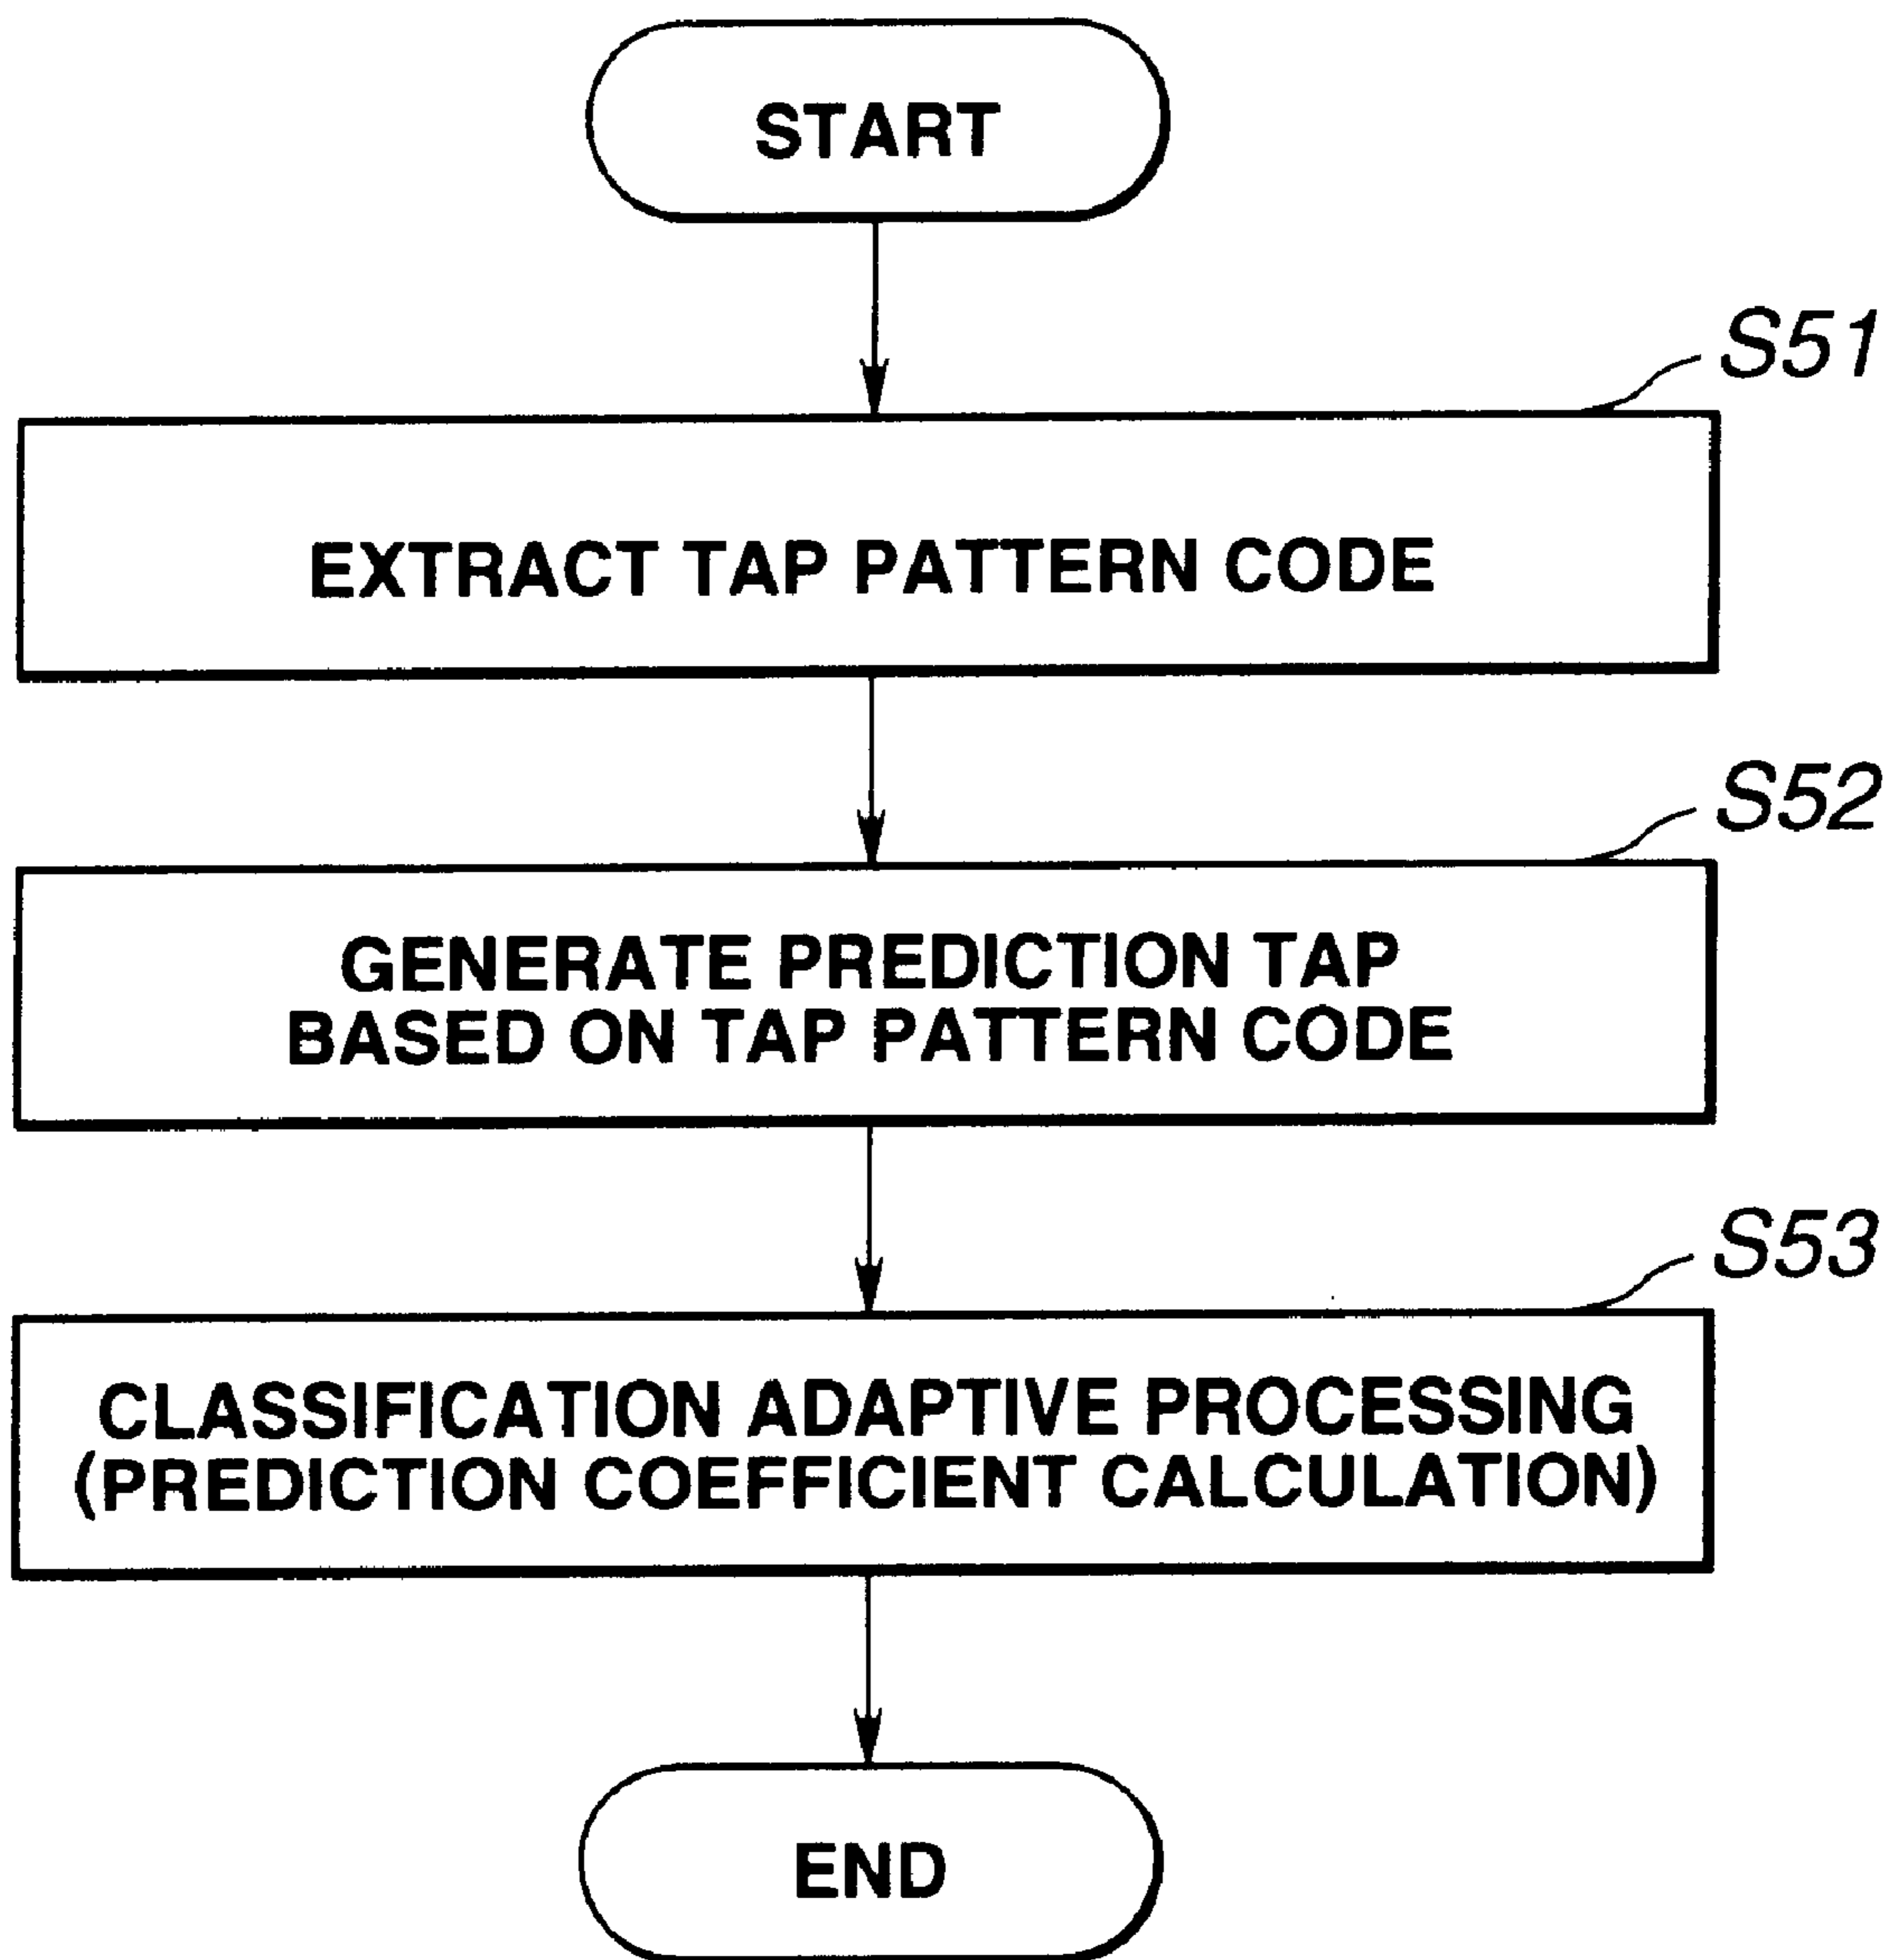 START
S51
EXTRACT TAP PATTERN CODE
S52
GENERATE PREDICTION TAP
BASED ON TAP PATTERN CODE
S53
CLASSIFICATION ADAPTIVE PROCESSING
(PREDICTION COEFFICIENT CALCULATION)
END